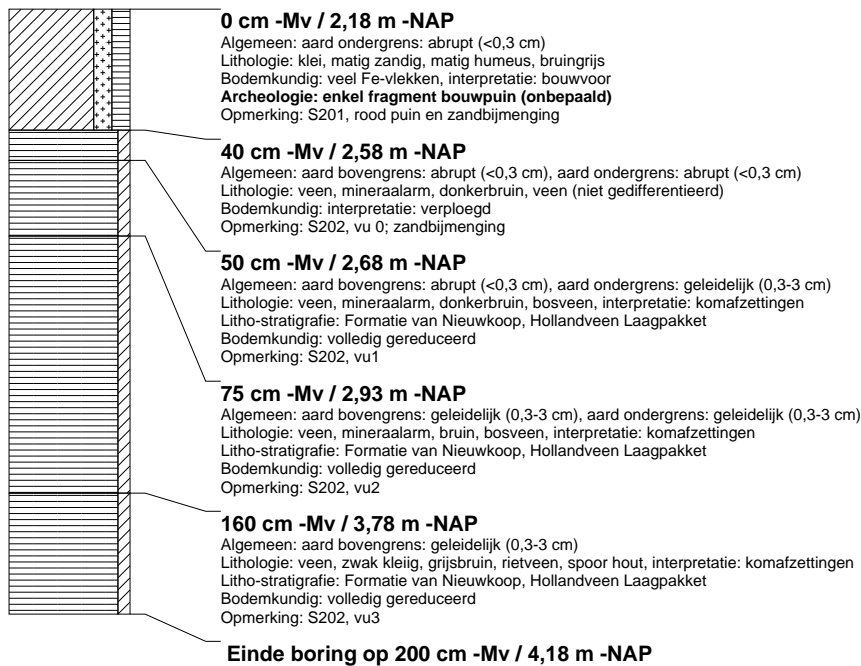 0 cm -Mv / 2,18 m -NAP
Algemeen: aard ondergrens: abrupt (<0,3 cm)
Lithologie: klei, matig zandig, matig humeus, bruingrijs
Bodemkundig: veel Fe-vlekken, interpretatie: bouwvoor
Archeologie: enkel fragment bouwpuin (onbepaald)
Opmerking: S201, rood puin en zandbijmenging
40 cm -Mv / 2,58 m -NAP
Algemeen: aard bovengrens: abrupt (<0,3 cm), aard ondergrens: abrupt (<0,3 cm)
Lithologie: veen, mineraalarm, donkerbruin, veen (niet gedifferentieerd)
Bodemkundig: interpretatie: verploegd
Opmerking: S202, vu 0; zandbijmenging
50 cm -Mv / 2,68 m -NAP
Algemeen: aard bovengrens: abrupt (<0,3 cm), aard ondergrens: geleidelijk (0,3-3 cm)
Lithologie: veen, mineraalarm, donkerbruin, bosveen, interpretatie: komafzettingen
Litho-stratigrafie: Formatie van Nieuwkoop, Hollandveen Laagpakket
Bodemkundig: volledig gereduceerd
Opmerking: S202, vu1
75 cm -Mv / 2,93 m -NAP
Algemeen: aard bovengrens: geleidelijk (0,3-3 cm), aard ondergrens: geleidelijk (0,3-3 cm)
Lithologie: veen, mineraalarm, bruin, bosveen, interpretatie: komafzettingen
Litho-stratigrafie: Formatie van Nieuwkoop, Hollandveen Laagpakket
Bodemkundig: volledig gereduceerd
Opmerking: S202, vu2
160 cm -Mv / 3,78 m -NAP
Algemeen: aard bovengrens: geleidelijk (0,3-3 cm)
Lithologie: veen, zwak kleiig, grijsbruin, rietveen, spoor hout, interpretatie: komafzettingen
Litho-stratigrafie: Formatie van Nieuwkoop, Hollandveen Laagpakket
Bodemkundig: volledig gereduceerd
Opmerking: S202, vu3
Einde boring op 200 cm -Mv / 4,18 m -NAP